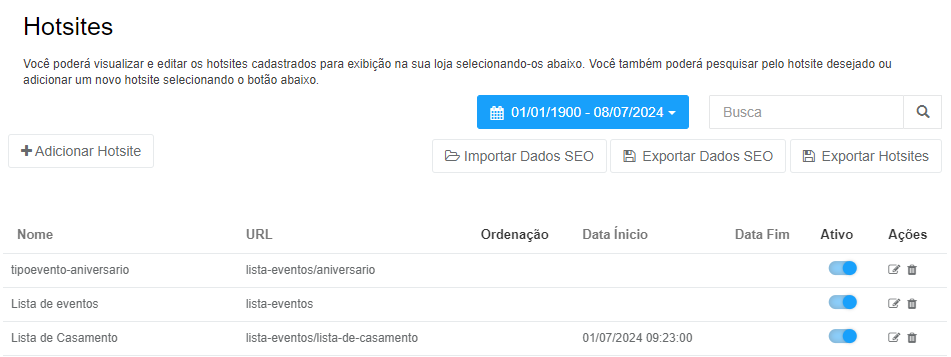 Hotsites
Você poderá visualizar e editar os hotsites cadastrados para exibição na sua loja selecionando-os abaixo. Você também poderá pesquisar pelo hotsite desejado ou
adicionar um novo hotsite selecionando o botão abaixo.
01/01/1900 - 08/07/2024
Busca
Adicionar Hotsite
Importar Dados SEO
Exportar Dados SEO
Exportar Hotsites
Nome URL Ordenação Data Ínicio Data Fim Ativo Ações
tipoevento-aniversario lista-eventos/aniversario
Lista de eventos lista-eventos
Lista de Casamento lista-eventos/lista-de-casamento 01/07/2024 09:23:00